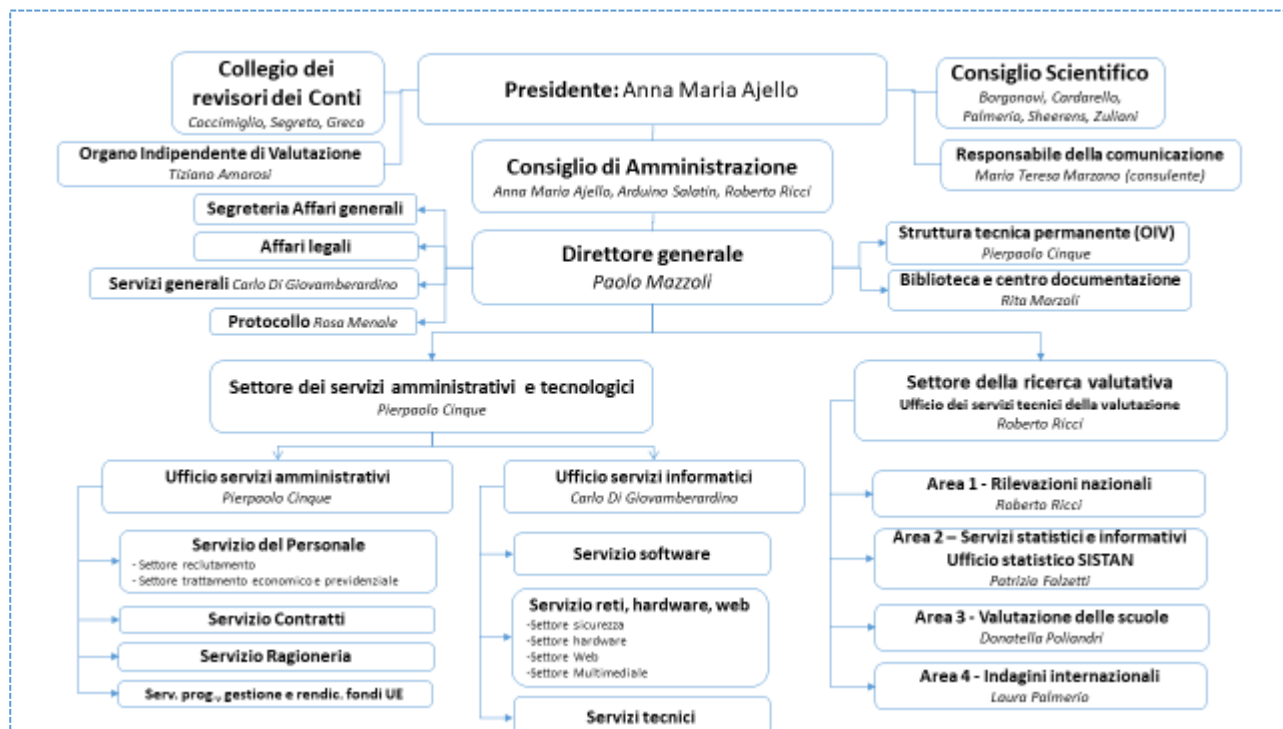 Collegio dei
revisori dei Conti
Caccimiglio, Segreto, Greco
Presidente: Anna Maria Ajello
Consiglio Scientifico
Borgonovi, Cardarello,
Palmerio, Sheerens, Zuliani
Organo Indipendente di Valutazione
Tiziano Amorosi
Consiglio di Amministrazione
Anna Maria Ajello, Arduino Salatin, Roberto Ricci
Responsabile della comunicazione
Maria Teresa Marzano (consulente)
Segreteria Affari generali
Affari legali
Servizi generali Carlo Di Giovamberardino
Protocollo Rosa Menale
Direttore generale
Paolo Mazzoli
Struttura tecnica permanente (OIV)
Pierpaolo Cinque
Biblioteca e centro documentazione
Rita Marzoli
Settore dei servizi amministrativi e tecnologici
Pierpaolo Cinque
Settore della ricerca valutativa
Ufficio dei servizi tecnici della valutazione
Roberto Ricci
Ufficio servizi amministrativi
Pierpaolo Cinque
Servizio del Personale
- Settore reclutamento
- Settore trattamento economico e previdenziale
Servizio Contratti
Servizio Ragioneria
Serv. prog., gestione e rendic. fondi UE
Ufficio servizi informatici
Carlo Di Giovamberardino
Servizio software
Servizio reti, hardware, web
-Settore sicurezza
-Settore hardware
-Settore Web
-Settore Multimediale
Servizi tecnici
Area 1 - Rilevazioni nazionali
Roberto Ricci
Area 2 – Servizi statistici e informativi
Ufficio statistico SISTAN
Patrizia Falzetti
Area 3 - Valutazione delle scuole
Donatella Poliandri
Area 4 - Indagini internazionali
Laura Palmerio